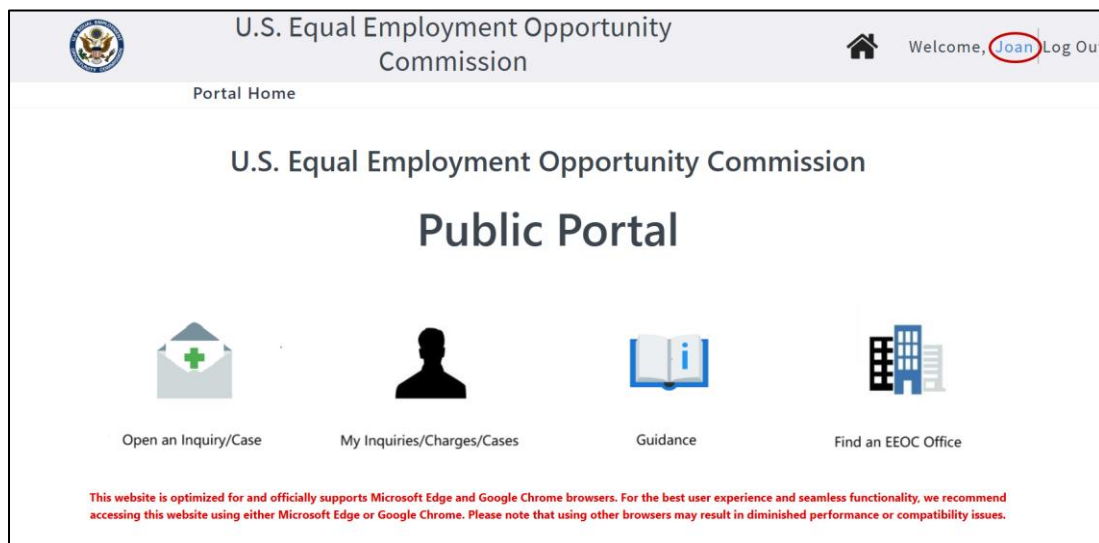 U.S. Equal Employment Opportunity
Commission
Welcome, Joan Log Ou
Portal Home
U.S. Equal Employment Opportunity Commission
Public Portal
i
Open an Inquiry/Case
My Inquiries/Charges/Cases
Guidance
Find an EEOC Office
This website is optimized for and officially supports Microsoft Edge and Google Chrome browsers. For the best user experience and seamless functionality, we recommend
accessing this website using either Microsoft Edge or Google Chrome. Please note that using other browsers may result in diminished performance or compatibility issues.